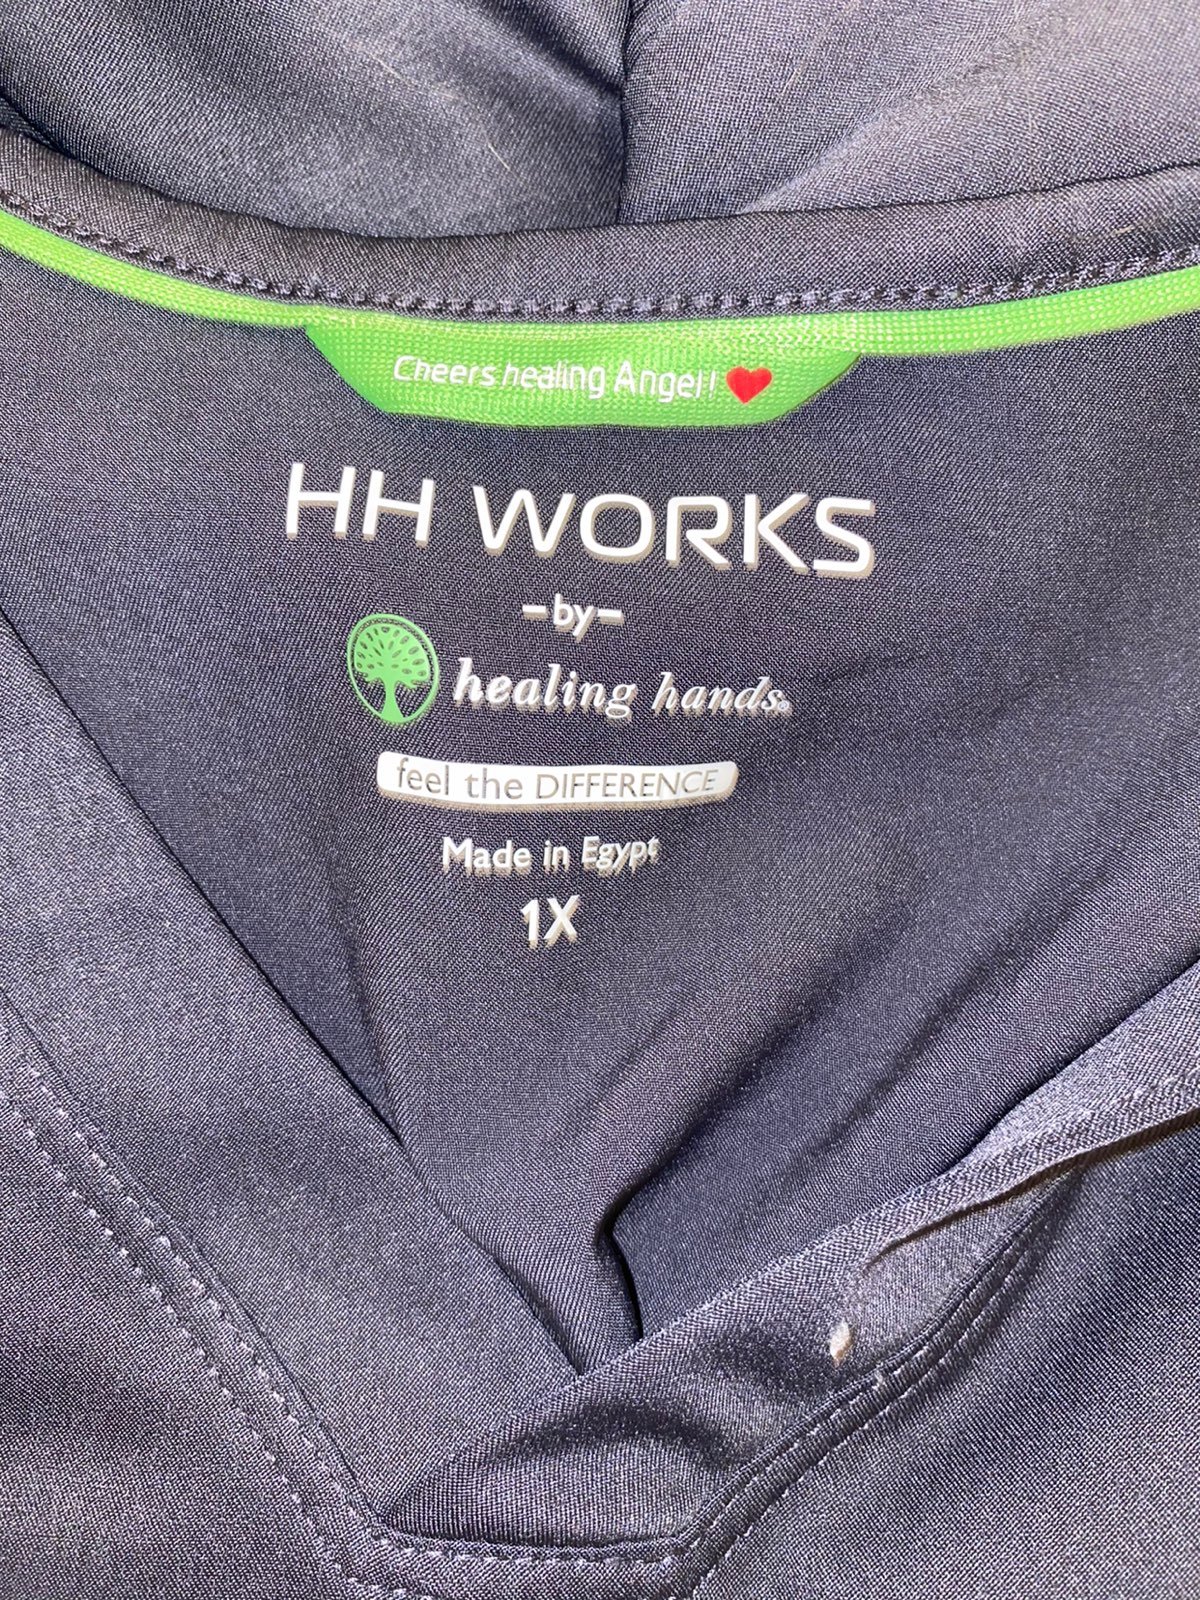 Cheers healing Angel!
HH WORKS
-by-
healing hands®
feel the DIFFERENCE
Made in Egypt
1X